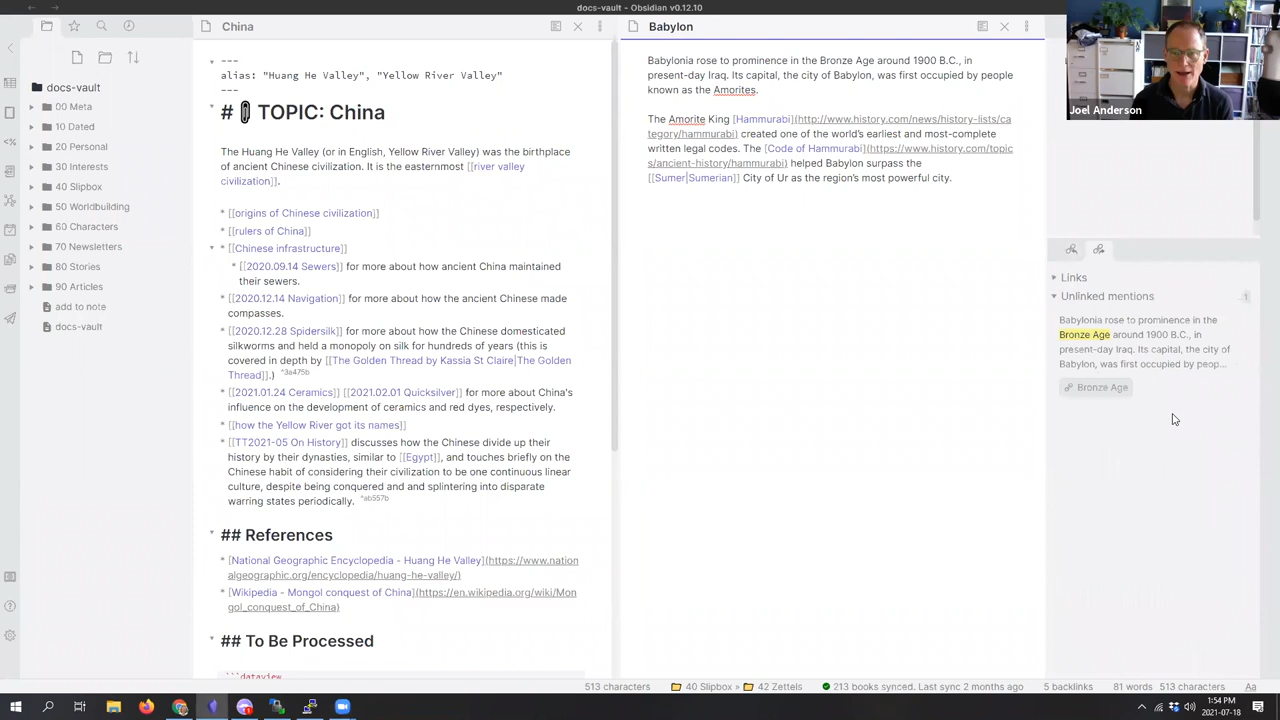 docs-vault - Obsidian v0.12.10
China
Babylon
docs-vault
00 Meta
10 Dated
20 Personal
30 Interests
40 Slipbox
50 Worldbuilding
60 Characters
70 Newsletters
80 Stories
90 Articles
add to note
docs-vault
---
alias: "Huang He Valley", "Yellow River Valley"
---
# TOPIC: China
The Huang He Valley (or in English, Yellow River Valley) was the birthplace
of ancient Chinese civilization. It is the easternmost [[river valley
civilization]].
* [[origins of Chinese civilization]]
* [[rulers of China]]
* [[Chinese infrastructure]]
* [[2020.09.14 Sewers]] for more about how ancient China maintained
their sewers.
* [[2020.12.14 Navigation]] for more about how the ancient Chinese made
compasses.
* [[2020.12.28 Spidersilk]] for more about how the Chinese domesticated
silkworms and held a monopoly on silk for hundreds of years (this is
covered in depth by [[The Golden Thread by Kassia St Claire|The Golden
Thread]].) ^3a475b
* [[2021.01.24 Ceramics]] [[2021.02.01 Quicksilver]] for more about China's
influence on the development of ceramics and red dyes, respectively.
* [[how the Yellow River got its names]]
* [[TT2021-05 On History]] discusses how the Chinese divide up their
history by their dynasties, similar to [[Egypt]], and touches briefly on the
Chinese habit of considering their civilization to be one continuous linear
culture, despite being conquered and and splintering into disparate
warring states periodically. ^ab557b
## References
* [National Geographic Encyclopedia - Huang He Valley](https://www.nation
algeographic.org/encyclopedia/huang-he-valley/)
* [Wikipedia - Mongol conquest of China](https://en.wikipedia.org/wiki/Mon
gol_conquest_of_China)
## To Be Processed
```dataview
Babylonia rose to prominence in the Bronze Age around 1900 B.C., in
present-day Iraq. Its capital, the city of Babylon, was first occupied by people
known as the Amorites.
The Amorite King [Hammurabi](http://www.history.com/news/history-lists/ca
tegory/hammurabi) created one of the world's earliest and most-complete
written legal codes. The [Code of Hammurabi](https://www.history.com/topic
s/ancient-history/hammurabi) helped Babylon surpass the
[[Sumer|Sumerian]] City of Ur as the region's most powerful city.
Joel Anderson
Links
Unlinked mentions 1
Babylonia rose to prominence in the
Bronze Age around 1900 B.C., in
present-day Iraq. Its capital, the city of
Babylon, was first occupied by peop...
Bronze Age
513 characters
40 Slipbox » 42 Zettels
213 books synced. Last sync 2 months ago
5 backlinks
81 words
513 characters
Aa
1:54 PM
2021-07-18